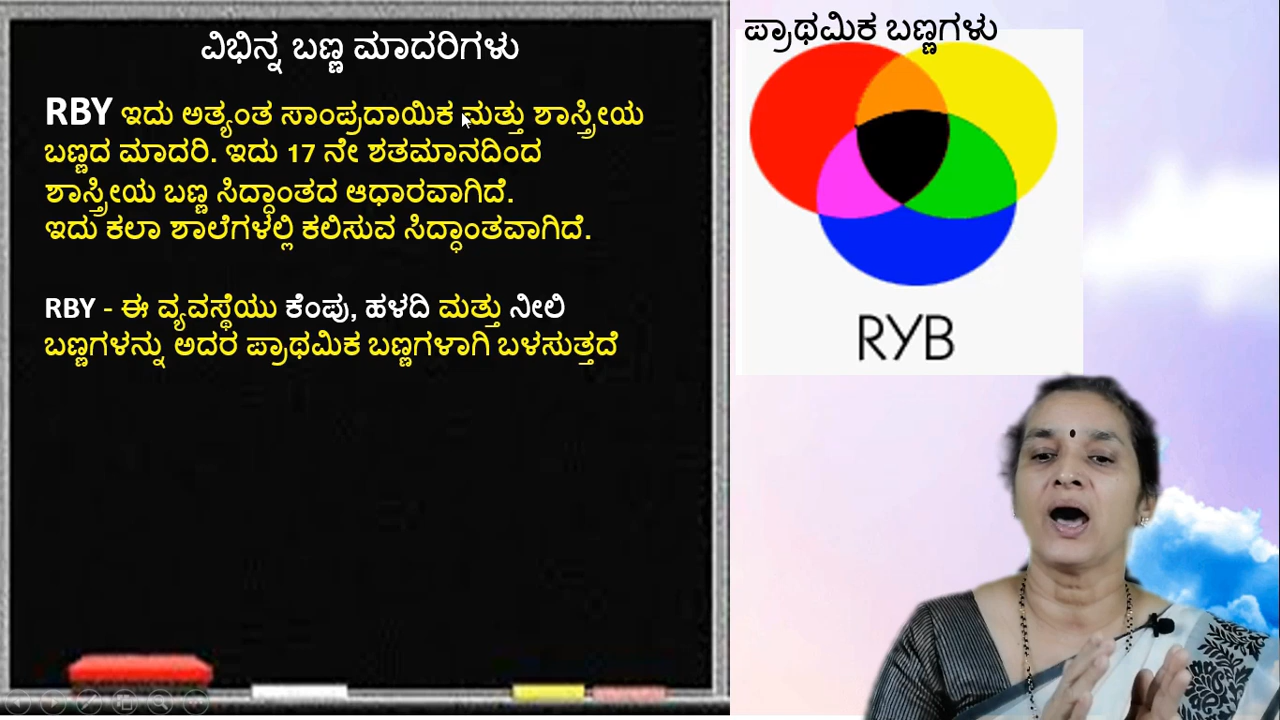 ವಿಭಿನ್ನ ಬಣ್ಣ ಮಾದರಿಗಳು
RBY ಇದು ಅತ್ಯಂತ ಸಾಂಪ್ರದಾಯಿಕ ಮತ್ತು ಶಾಸ್ತ್ರೀಯ
ಬಣ್ಣದ ಮಾದರಿ. ಇದು 17 ನೇ ಶತಮಾನದಿಂದ
ಶಾಸ್ತ್ರೀಯ ಬಣ್ಣ ಸಿದ್ಧಾಂತದ ಆಧಾರವಾಗಿದೆ.
ಇದು ಕಲಾ ಶಾಲೆಗಳಲ್ಲಿ ಕಲಿಸುವ ಸಿದ್ಧಾಂತವಾಗಿದೆ.
RBY - ಈ ವ್ಯವಸ್ಥೆಯು ಕೆಂಪು, ಹಳದಿ ಮತ್ತು ನೀಲಿ
ಬಣ್ಣಗಳನ್ನು ಅದರ ಪ್ರಾಥಮಿಕ ಬಣ್ಣಗಳಾಗಿ ಬಳಸುತ್ತದೆ
ಪ್ರಾಥಮಿಕ ಬಣ್ಣಗಳು
RYB